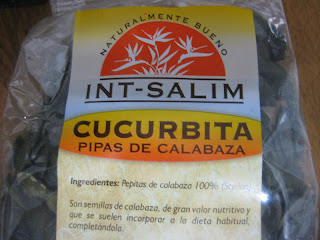 NATURALMENTE BUENO
INT-SALIM
CUCURBITA
PIPAS DE CALABAZA
Ingredientes: Pepitas de calabaza 100% (Styrian)
Son semillas de calabaza, de gran valor nutritivo y
que se suelen incorporar a la dieta habitual,
completándola.